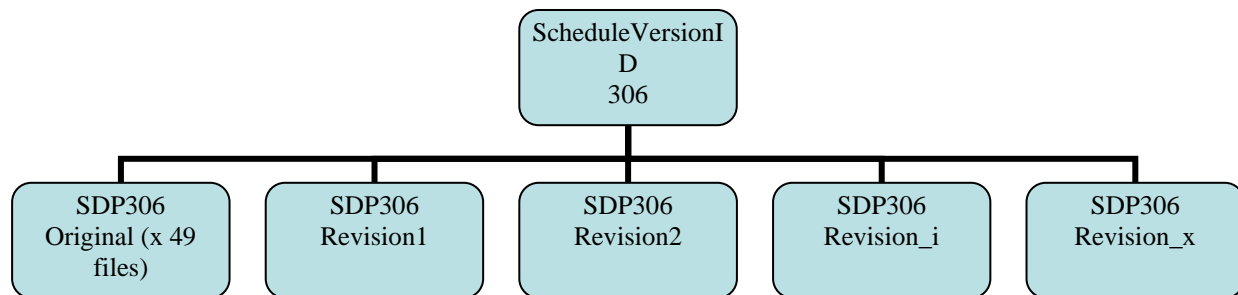 ScheduleVersionI
D
306
SDP306
Original (x 49
files)
SDP306
Revision1
SDP306
Revision2
SDP306
Revision_i
SDP306
Revision_x